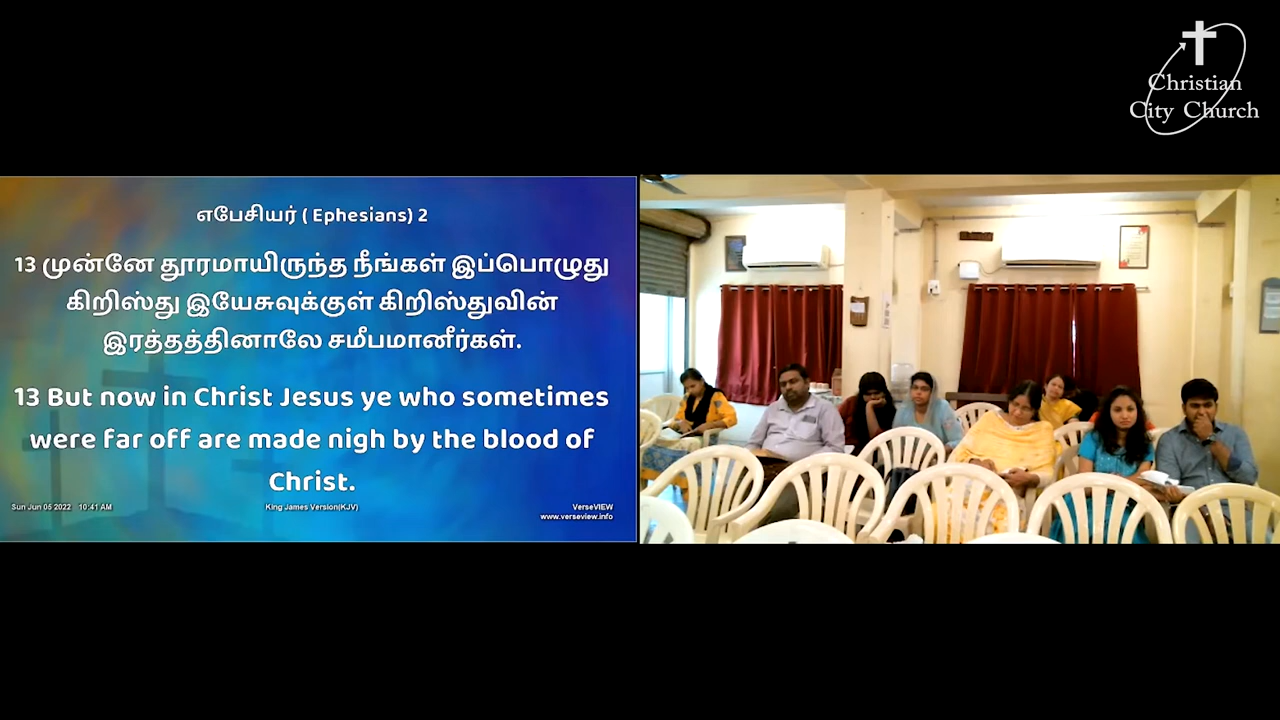 Christian
City Church
எபேசியர் ( Ephesians) 2
13 முன்னே தூரமாயிருந்த நீங்கள் இப்பொழுது
கிறிஸ்து இயேசுவுக்குள் கிறிஸ்துவின்
இரத்தத்தினாலே சமீபமானீர்கள்.
13 But now in Christ Jesus ye who sometimes
were far off are made nigh by the blood of
Christ.
Sun Jun 05 2022 10:41 AM
King James Version(KJV)
VerseVIEW
www.verseview.info